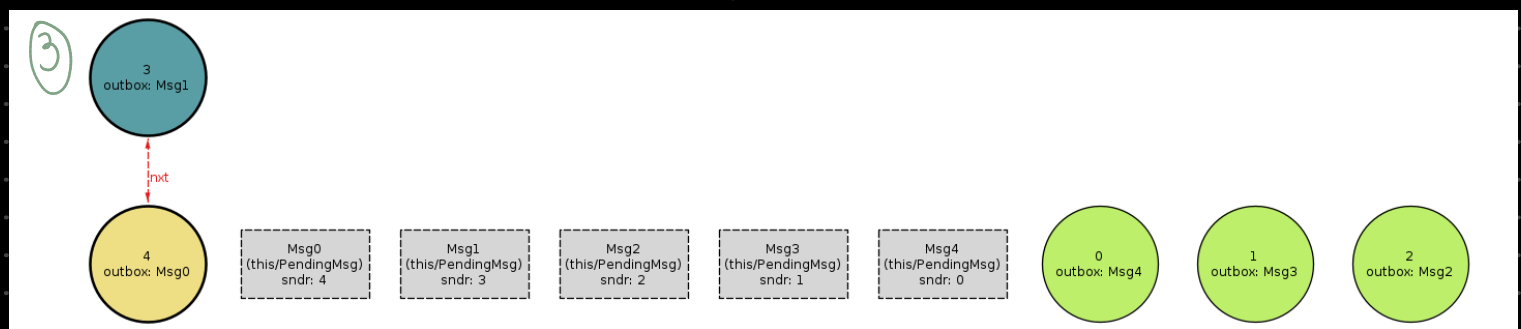 3
3
outbox: Msg1
nxt
4
outbox: Msg0
Msg0
(this/PendingMsg)
sndr: 4
Msg1
(this/PendingMsg)
sndr: 3
Msg2
(this/PendingMsg)
sndr: 2
Msg3
(this/PendingMsg)
sndr: 1
Msg4
(this/PendingMsg)
sndr: 0
0
outbox: Msg4
1
outbox: Msg3
2
outbox: Msg2